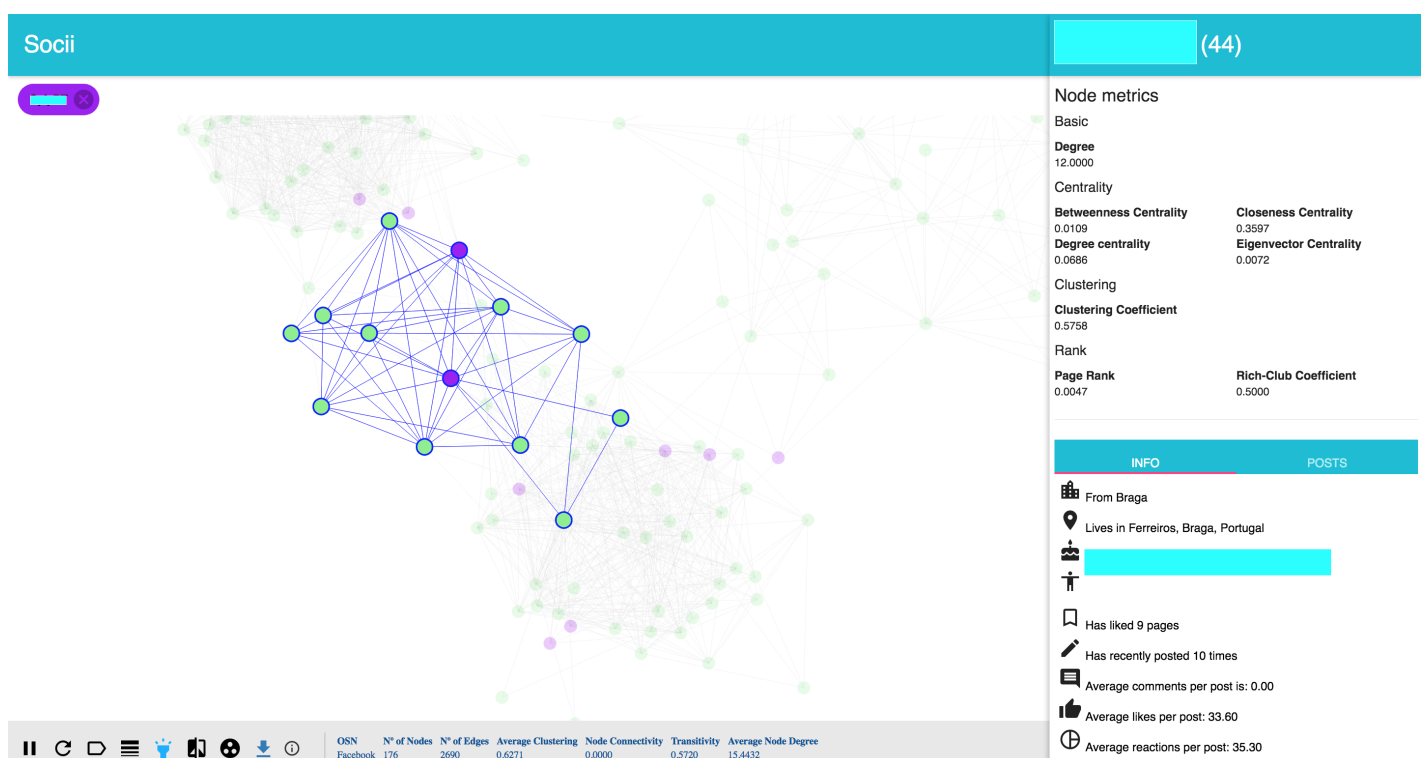 Socii
(44)
Node metrics
Basic
Degree
12.0000
Centrality
Betweenness Centrality Closeness Centrality
0.0109 0.3597
Degree centrality Eigenvector Centrality
0.0686 0.0072
Clustering
Clustering Coefficient
0.5758
Rank
Page Rank Rich-Club Coefficient
0.0047 0.5000
INFO POSTS
From Braga
Lives in Ferreiros, Braga, Portugal
Has liked 9 pages
Has recently posted 10 times
Average comments per post is: 0.00
Average likes per post: 33.60
Average reactions per post: 35.30
OSN Nº of Nodes Nº of Edges Average Clustering Node Connectivity Transitivity Average Node Degree
Facebook 176 2690 0.6271 0.0000 0.5720 15.4432